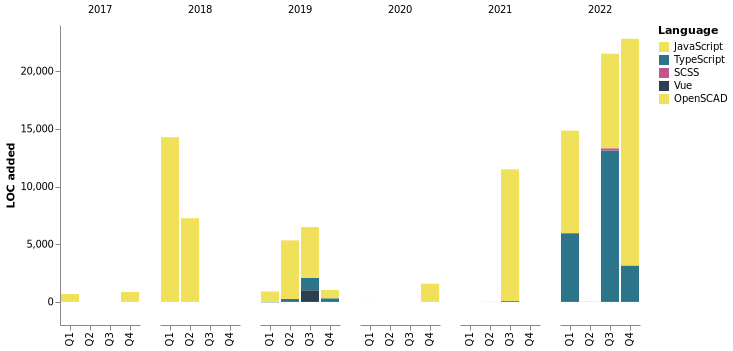 2017 2018 2019 2020 2021 2022
Language
JavaScript
TypeScript
SCSS
Vue
OpenSCAD
LOC added
20,000
15,000
10,000
5,000
0
Q1 Q2 Q3 Q4 Q1 Q2 Q3 Q4 Q1 Q2 Q3 Q4 Q1 Q2 Q3 Q4 Q1 Q2 Q3 Q4 Q1 Q2 Q3 Q4